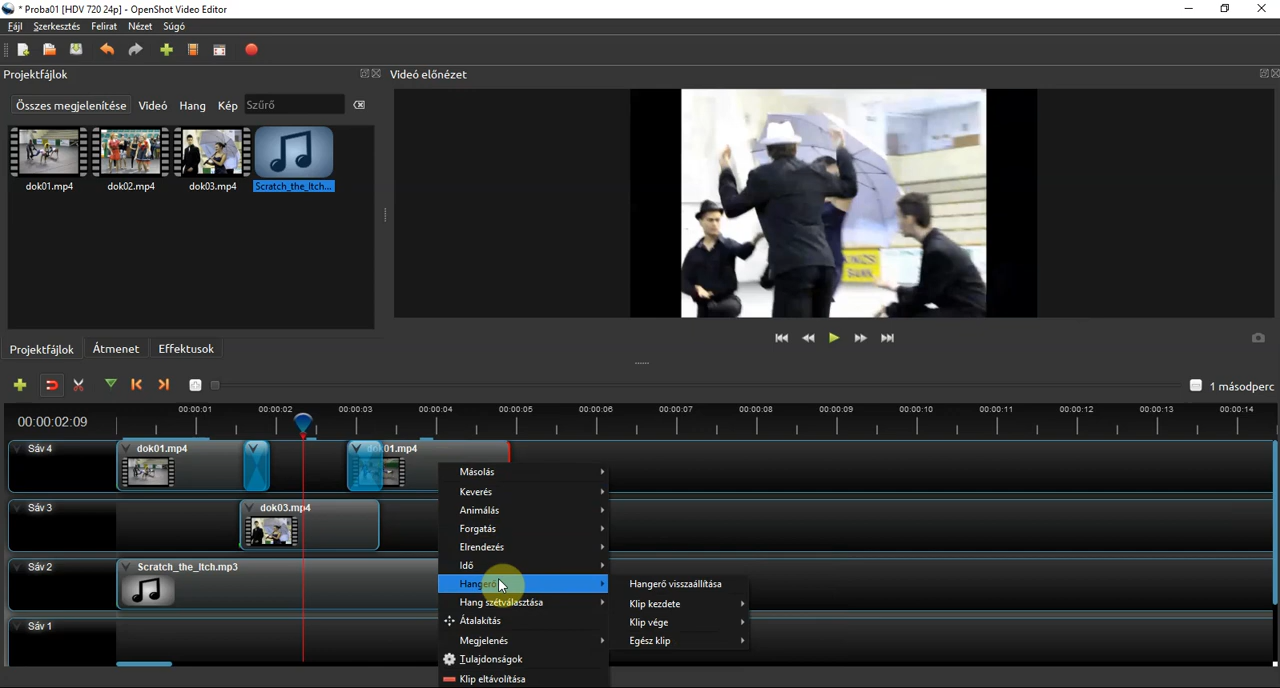 * Proba01 [HDV 720 24p] - OpenShot Video Editor
Fájl Szerkesztés Felirat Nézet Súgó
Projektfájlok
Videó előnézet
Összes megjelenítése Videó Hang Kép Szűrő
dok01.mp4 dok02.mp4 dok03.mp4 Scratch_the_Itch...
Projektfájlok Átmenet Effektusok
1 másodperc
00:00:02:09
00:00:01 00:00:02 00:00:03 00:00:04 00:00:05 00:00:06 00:00:07 00:00:08 00:00:09 00:00:10 00:00:11 00:00:12 00:00:13 00:00:14
Sáv 4
dok01.mp4
01.mp4
Sáv 3
dok03.mp4
Sáv 2
Scratch_the_Itch.mp3
Sáv 1
Másolás
Keverés
Animálás
Forgatás
Elrendezés
Idő
Hangerő
Hang szétválasztása
Átalakítás
Megjelenés
Tulajdonságok
Klip eltávolítása
Hangerő visszaállítása
Klip kezdete
Klip vége
Egész klip
BANK